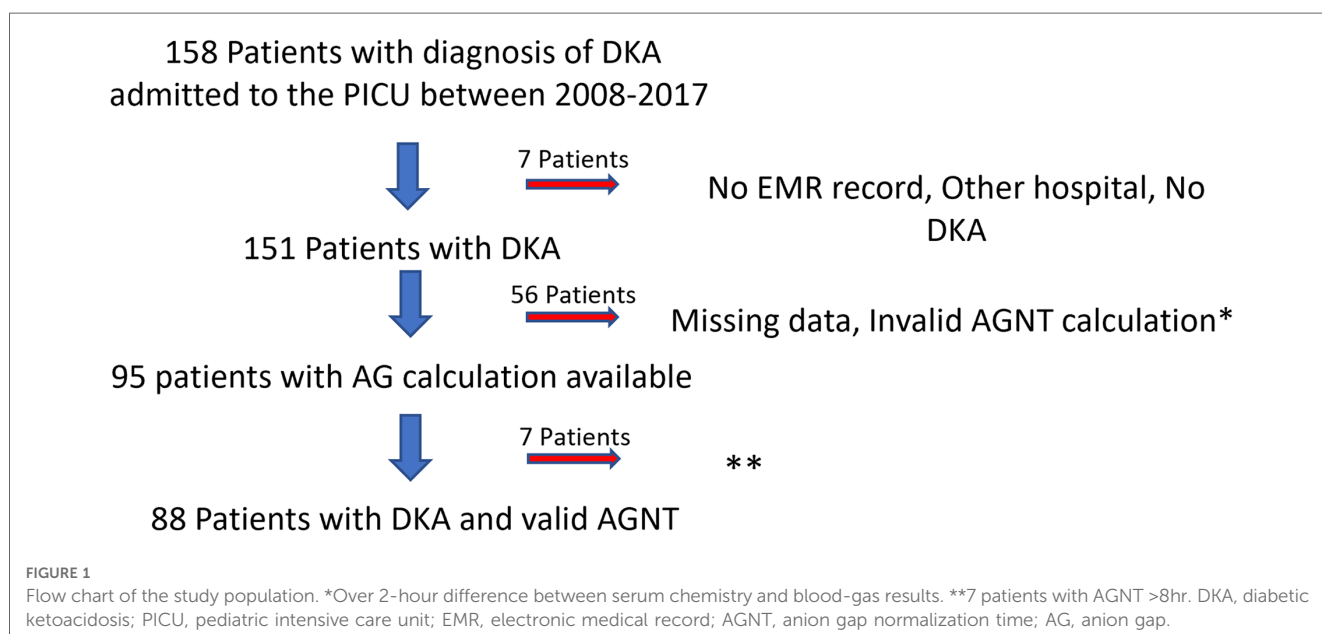 158 Patients with diagnosis of DKA
admitted to the PICU between 2008-2017
7 Patients
No EMR record, Other hospital, No
DKA
151 Patients with DKA
56 Patients
Missing data, Invalid AGNT calculation*
95 patients with AG calculation available
7 Patients
**
88 Patients with DKA and valid AGNT
FIGURE 1
Flow chart of the study population. *Over 2-hour difference between serum chemistry and blood-gas results. **7 patients with AGNT >8hr. DKA, diabetic
ketoacidosis; PICU, pediatric intensive care unit; EMR, electronic medical record; AGNT, anion gap normalization time; AG, anion gap.